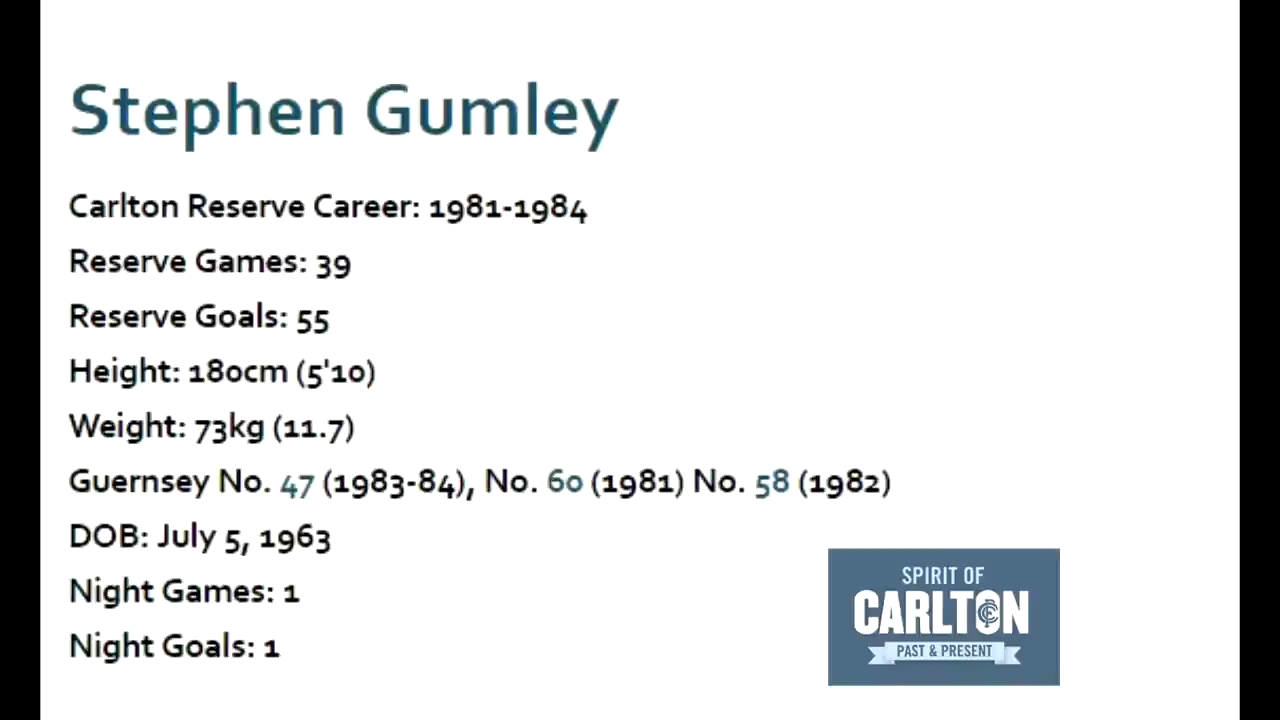 Stephen Gumley
Carlton Reserve Career: 1981-1984
Reserve Games: 39
Reserve Goals: 55
Height: 180cm (5'10)
Weight: 73kg (11.7)
Guernsey No. 47 (1983-84), No. 60 (1981) No. 58 (1982)
DOB: July 5, 1963
Night Games: 1
Night Goals: 1
SPIRIT OF
CARLTON
PAST & PRESENT